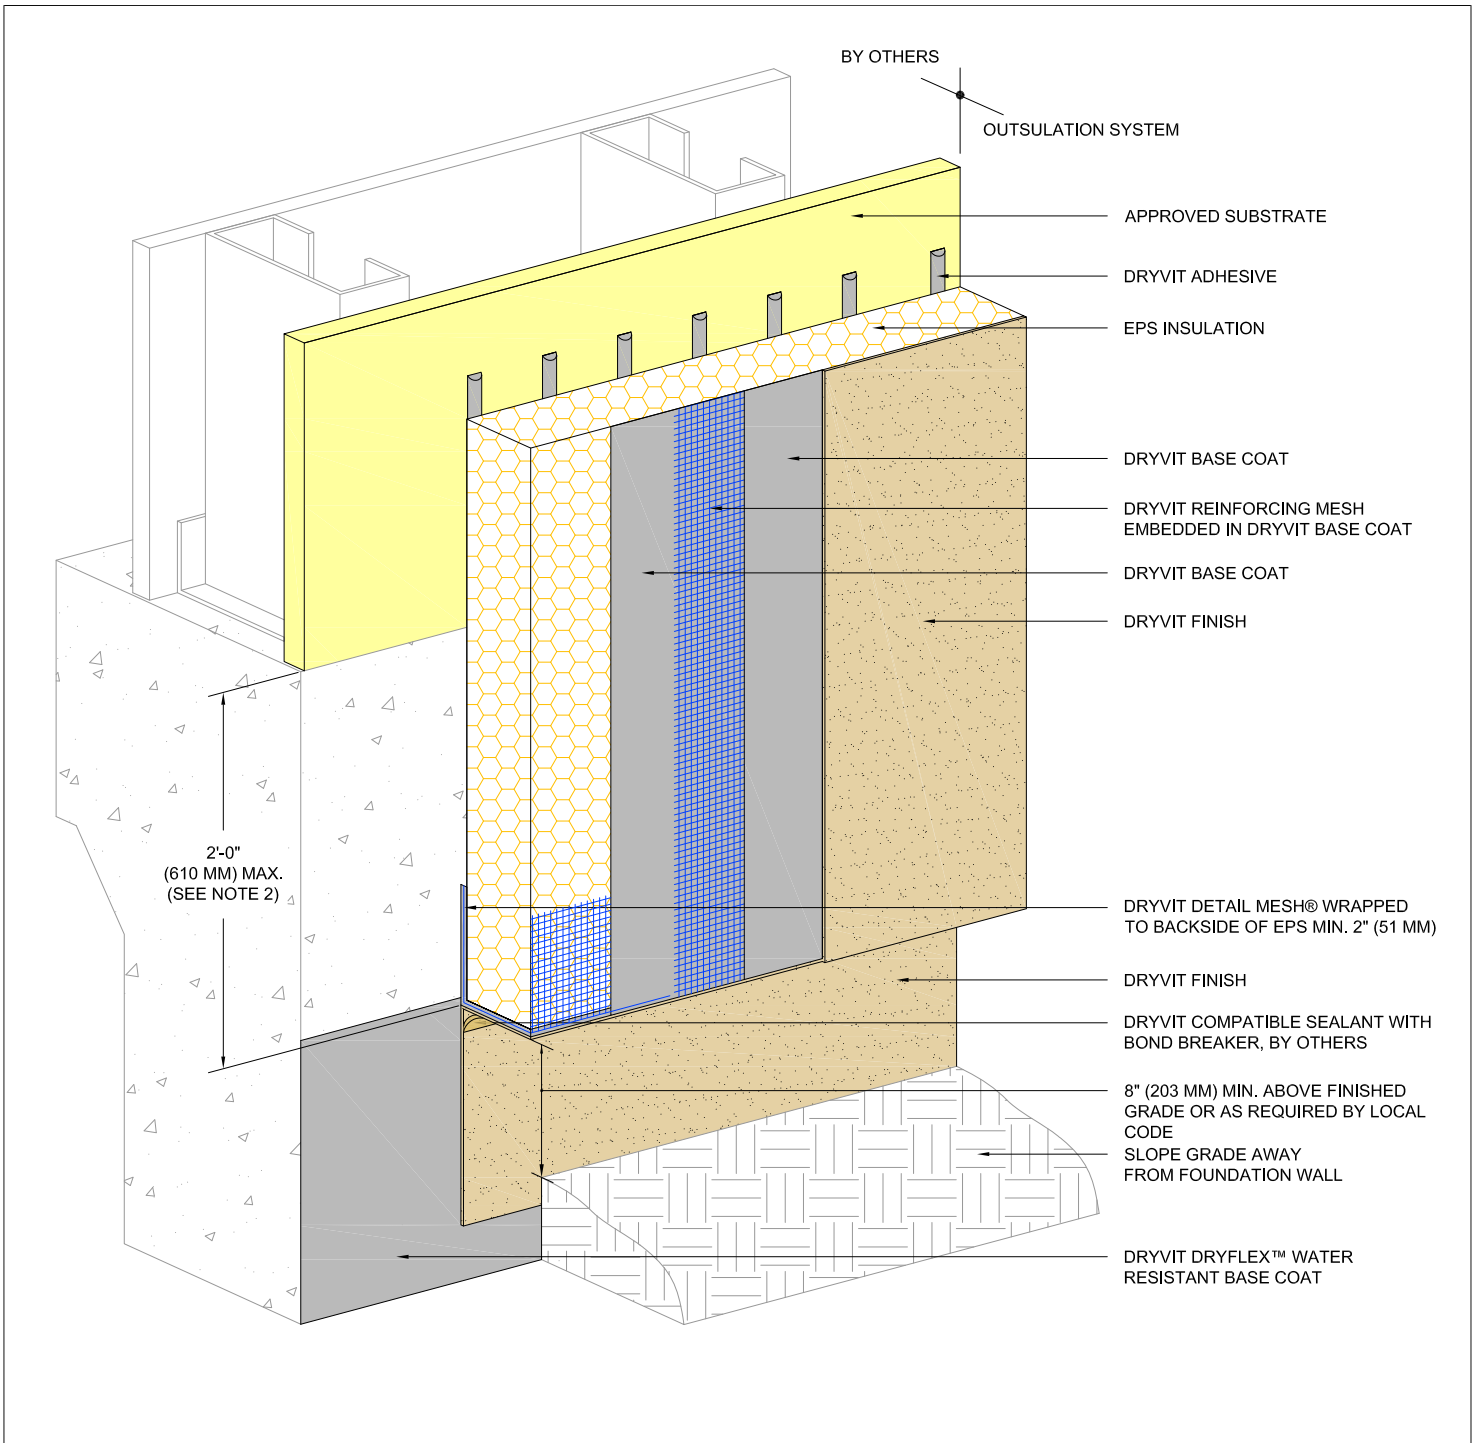 BY OTHERS
OUTSULATION SYSTEM
APPROVED SUBSTRATE
DRYVIT ADHESIVE
EPS INSULATION
DRYVIT BASE COAT
DRYVIT REINFORCING MESH
EMBEDDED IN DRYVIT BASE COAT
DRYVIT BASE COAT
DRYVIT FINISH
2'-0"
(610 MM) MAX.
(SEE NOTE 2)
DRYVIT DETAIL MESH® WRAPPED
TO BACKSIDE OF EPS MIN. 2" (51 MM)
DRYVIT FINISH
DRYVIT COMPATIBLE SEALANT WITH
BOND BREAKER, BY OTHERS
8" (203 MM) MIN. ABOVE FINISHED
GRADE OR AS REQUIRED BY LOCAL
CODE
SLOPE GRADE AWAY
FROM FOUNDATION WALL
DRYVIT DRYFLEX™ WATER
RESISTANT BASE COAT